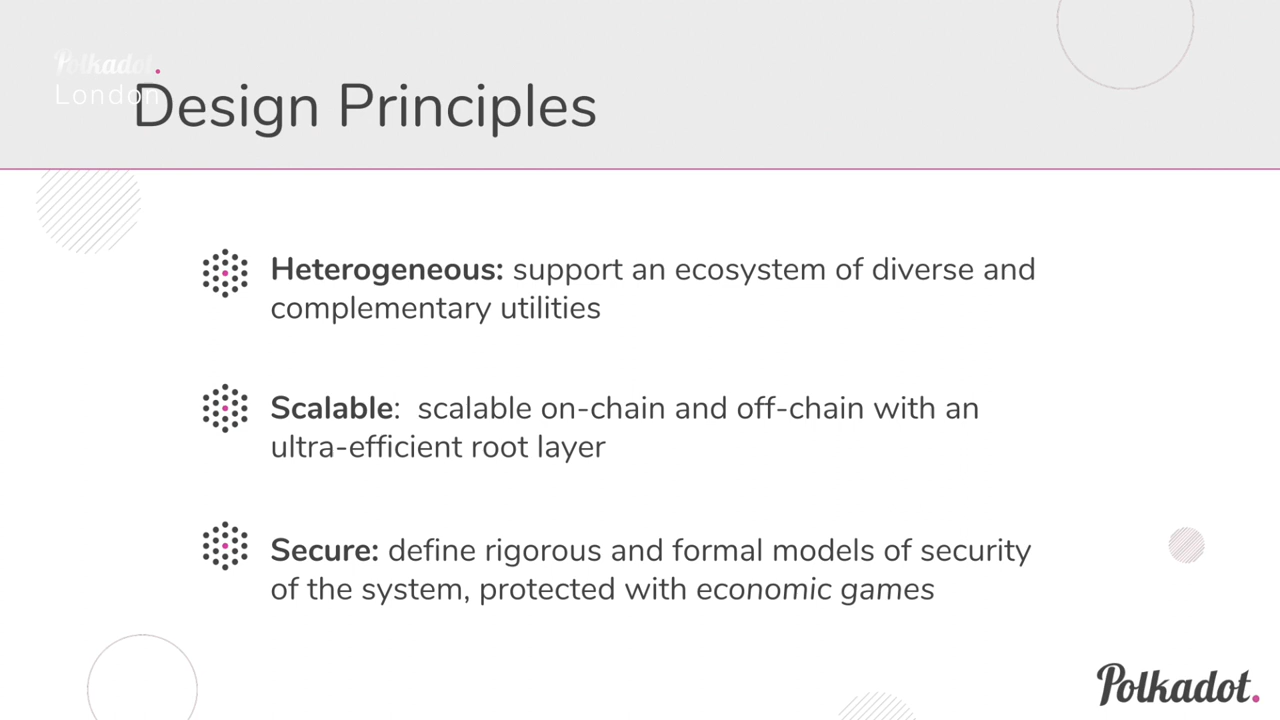 Polkadot.
London
Design Principles
Heterogeneous: support an ecosystem of diverse and
complementary utilities
Scalable:  scalable on-chain and off-chain with an
ultra-efficient root layer
Secure: define rigorous and formal models of security
of the system, protected with economic games
Polkadot.